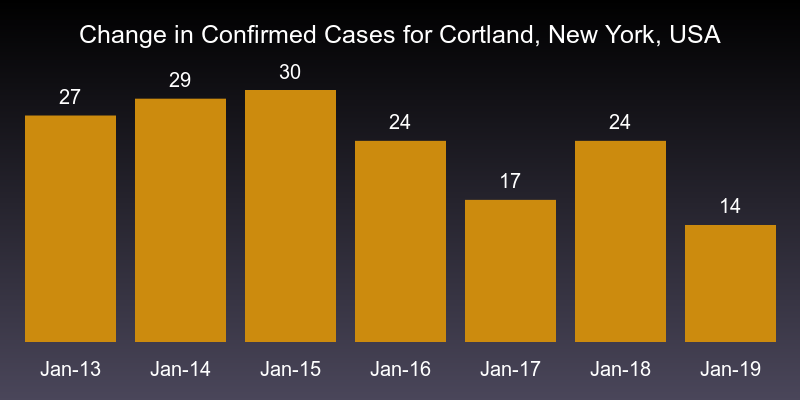 Change in Confirmed Cases for Cortland, New York, USA
27 29 30 24 17 24 14
Jan-13 Jan-14 Jan-15 Jan-16 Jan-17 Jan-18 Jan-19